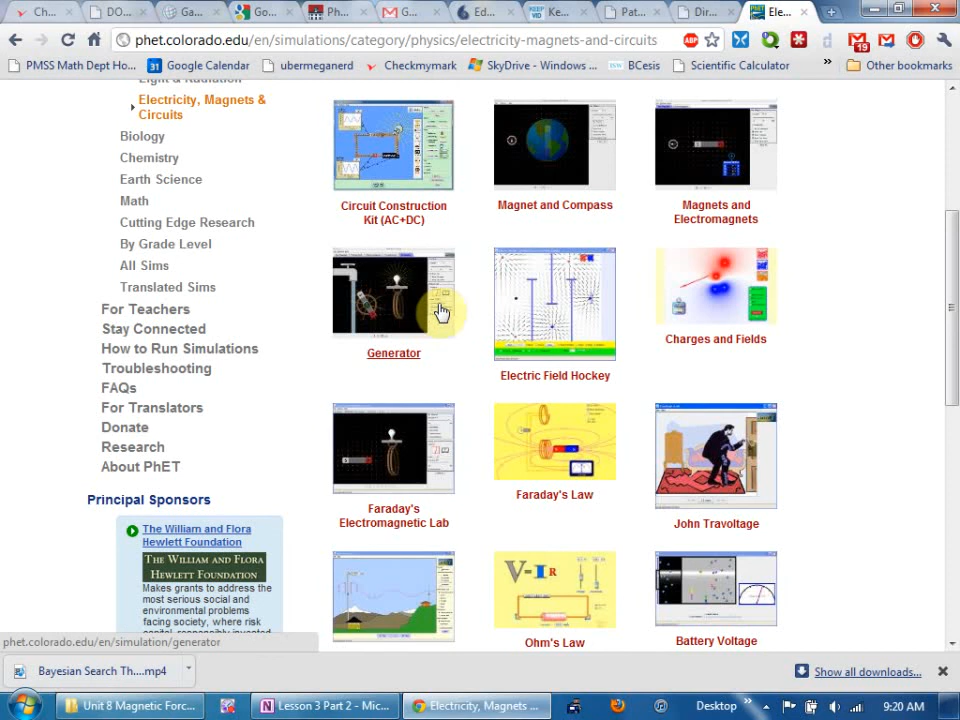 Ch...
DO...
Ga...
Go...
Ph...
G...
Ed...
Ke...
Pat...
Dir...
Ele...
phet.colorado.edu/en/simulations/category/physics/electricity-magnets-and-circuits
PMSS Math Dept Ho...
Google Calendar
ubermeganerd
Checkmymark
SkyDrive - Windows ...
BCesis
Scientific Calculator
Other bookmarks
Light & Radiation
Electricity, Magnets &
Circuits
Biology
Chemistry
Earth Science
Math
Cutting Edge Research
By Grade Level
All Sims
Translated Sims
For Teachers
Stay Connected
How to Run Simulations
Troubleshooting
FAQs
For Translators
Donate
Research
About PhET
Principal Sponsors
The William and Flora
Hewlett Foundation
THE WILLIAM AND FLORA
HEWLETT FOUNDATION
Makes grants to address the
most serious social and
environmental problems
facing society, where risk
capital, responsibly invested
Circuit Construction
Kit (AC+DC)
Magnet and Compass
Magnets and
Electromagnets
Generator
Electric Field Hockey
Charges and Fields
Faraday's
Electromagnetic Lab
Faraday's Law
John Travoltage
V=IR
Ohm's Law
Battery Voltage
phet.colorado.edu/en/simulation/generator
Bayesian Search Th....mp4
Show all downloads...
Unit 8 Magnetic Forc...
Lesson 3 Part 2 - Mic...
Electricity, Magnets ...
Desktop
9:20 AM